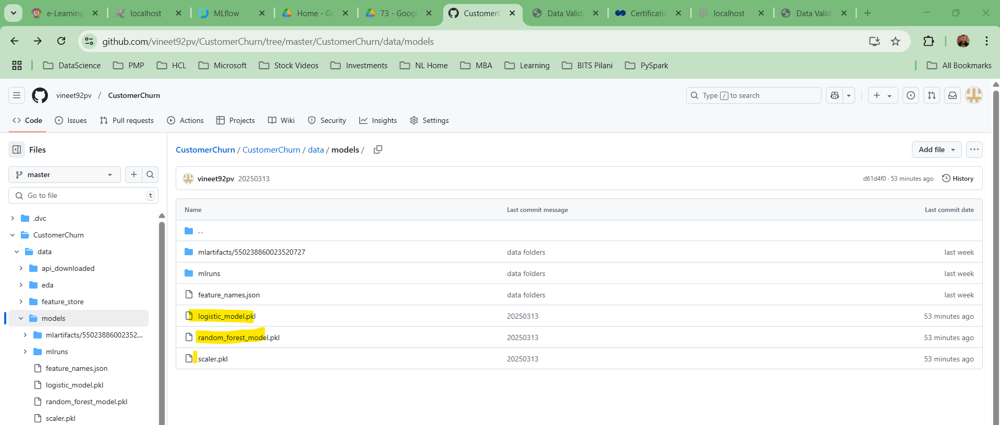 e-Learning
localhost
MLflow
Home - Go
73 - Googl
CustomerC
Data Valid
Certificatio
localhost
Data Valid
github.com/vineet92pv/CustomerChurn/tree/master/CustomerChurn/data/models
DataScience
PMP
HCL
Microsoft
Stock Videos
Investments
NL Home
MBA
Learning
BITS Pilani
PySpark
All Bookmarks
vineet92pv / CustomerChurn
Type / to search
Code
Issues
Pull requests
Actions
Projects
Wiki
Security
Insights
Settings
Files
master
Go to file
t
.dvc
CustomerChurn
data
api_downloaded
eda
feature_store
models
mlartifacts/55023886002352...
mlruns
feature_names.json
logistic_model.pkl
random_forest_model.pkl
scaler.pkl
CustomerChurn / CustomerChurn / data / models /
Add file
vineet92pv 20250313
d61d4f0 · 53 minutes ago
History
Name Last commit message Last commit date
..
mlartifacts/550238860023520727 data folders last week
mlruns data folders last week
feature_names.json data folders last week
logistic_model.pkl 20250313 53 minutes ago
random_forest_model.pkl 20250313 53 minutes ago
scaler.pkl 20250313 53 minutes ago